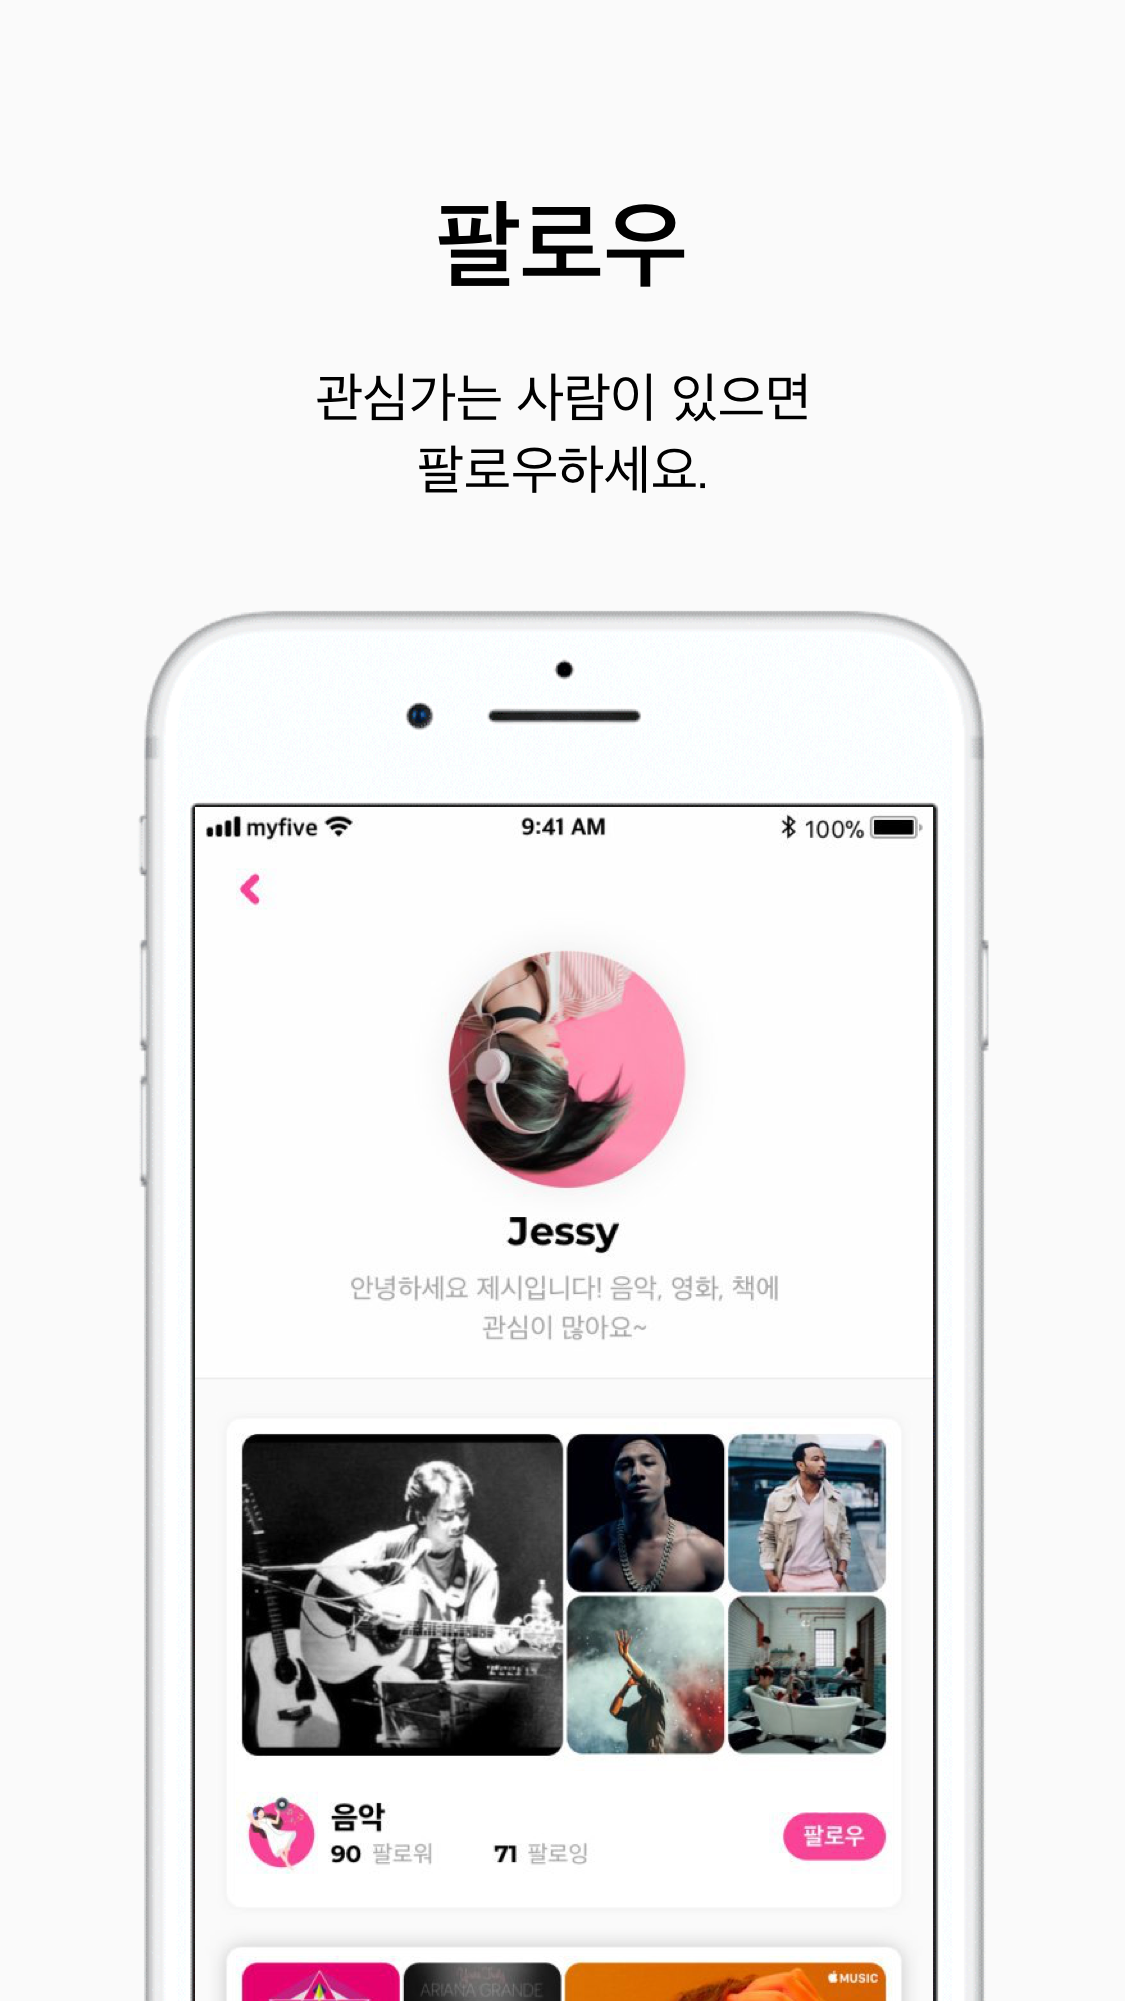 팔로우
관심가는 사람이 있으면
팔로우하세요.
myfive 9:41 AM 100%
Jessy
안녕하세요 제시입니다! 음악, 영화, 책에
관심이 많아요~
음악
90 팔로워 71 팔로잉
팔로우
Yours Truly
ARIANA GRANDE
MUSIC